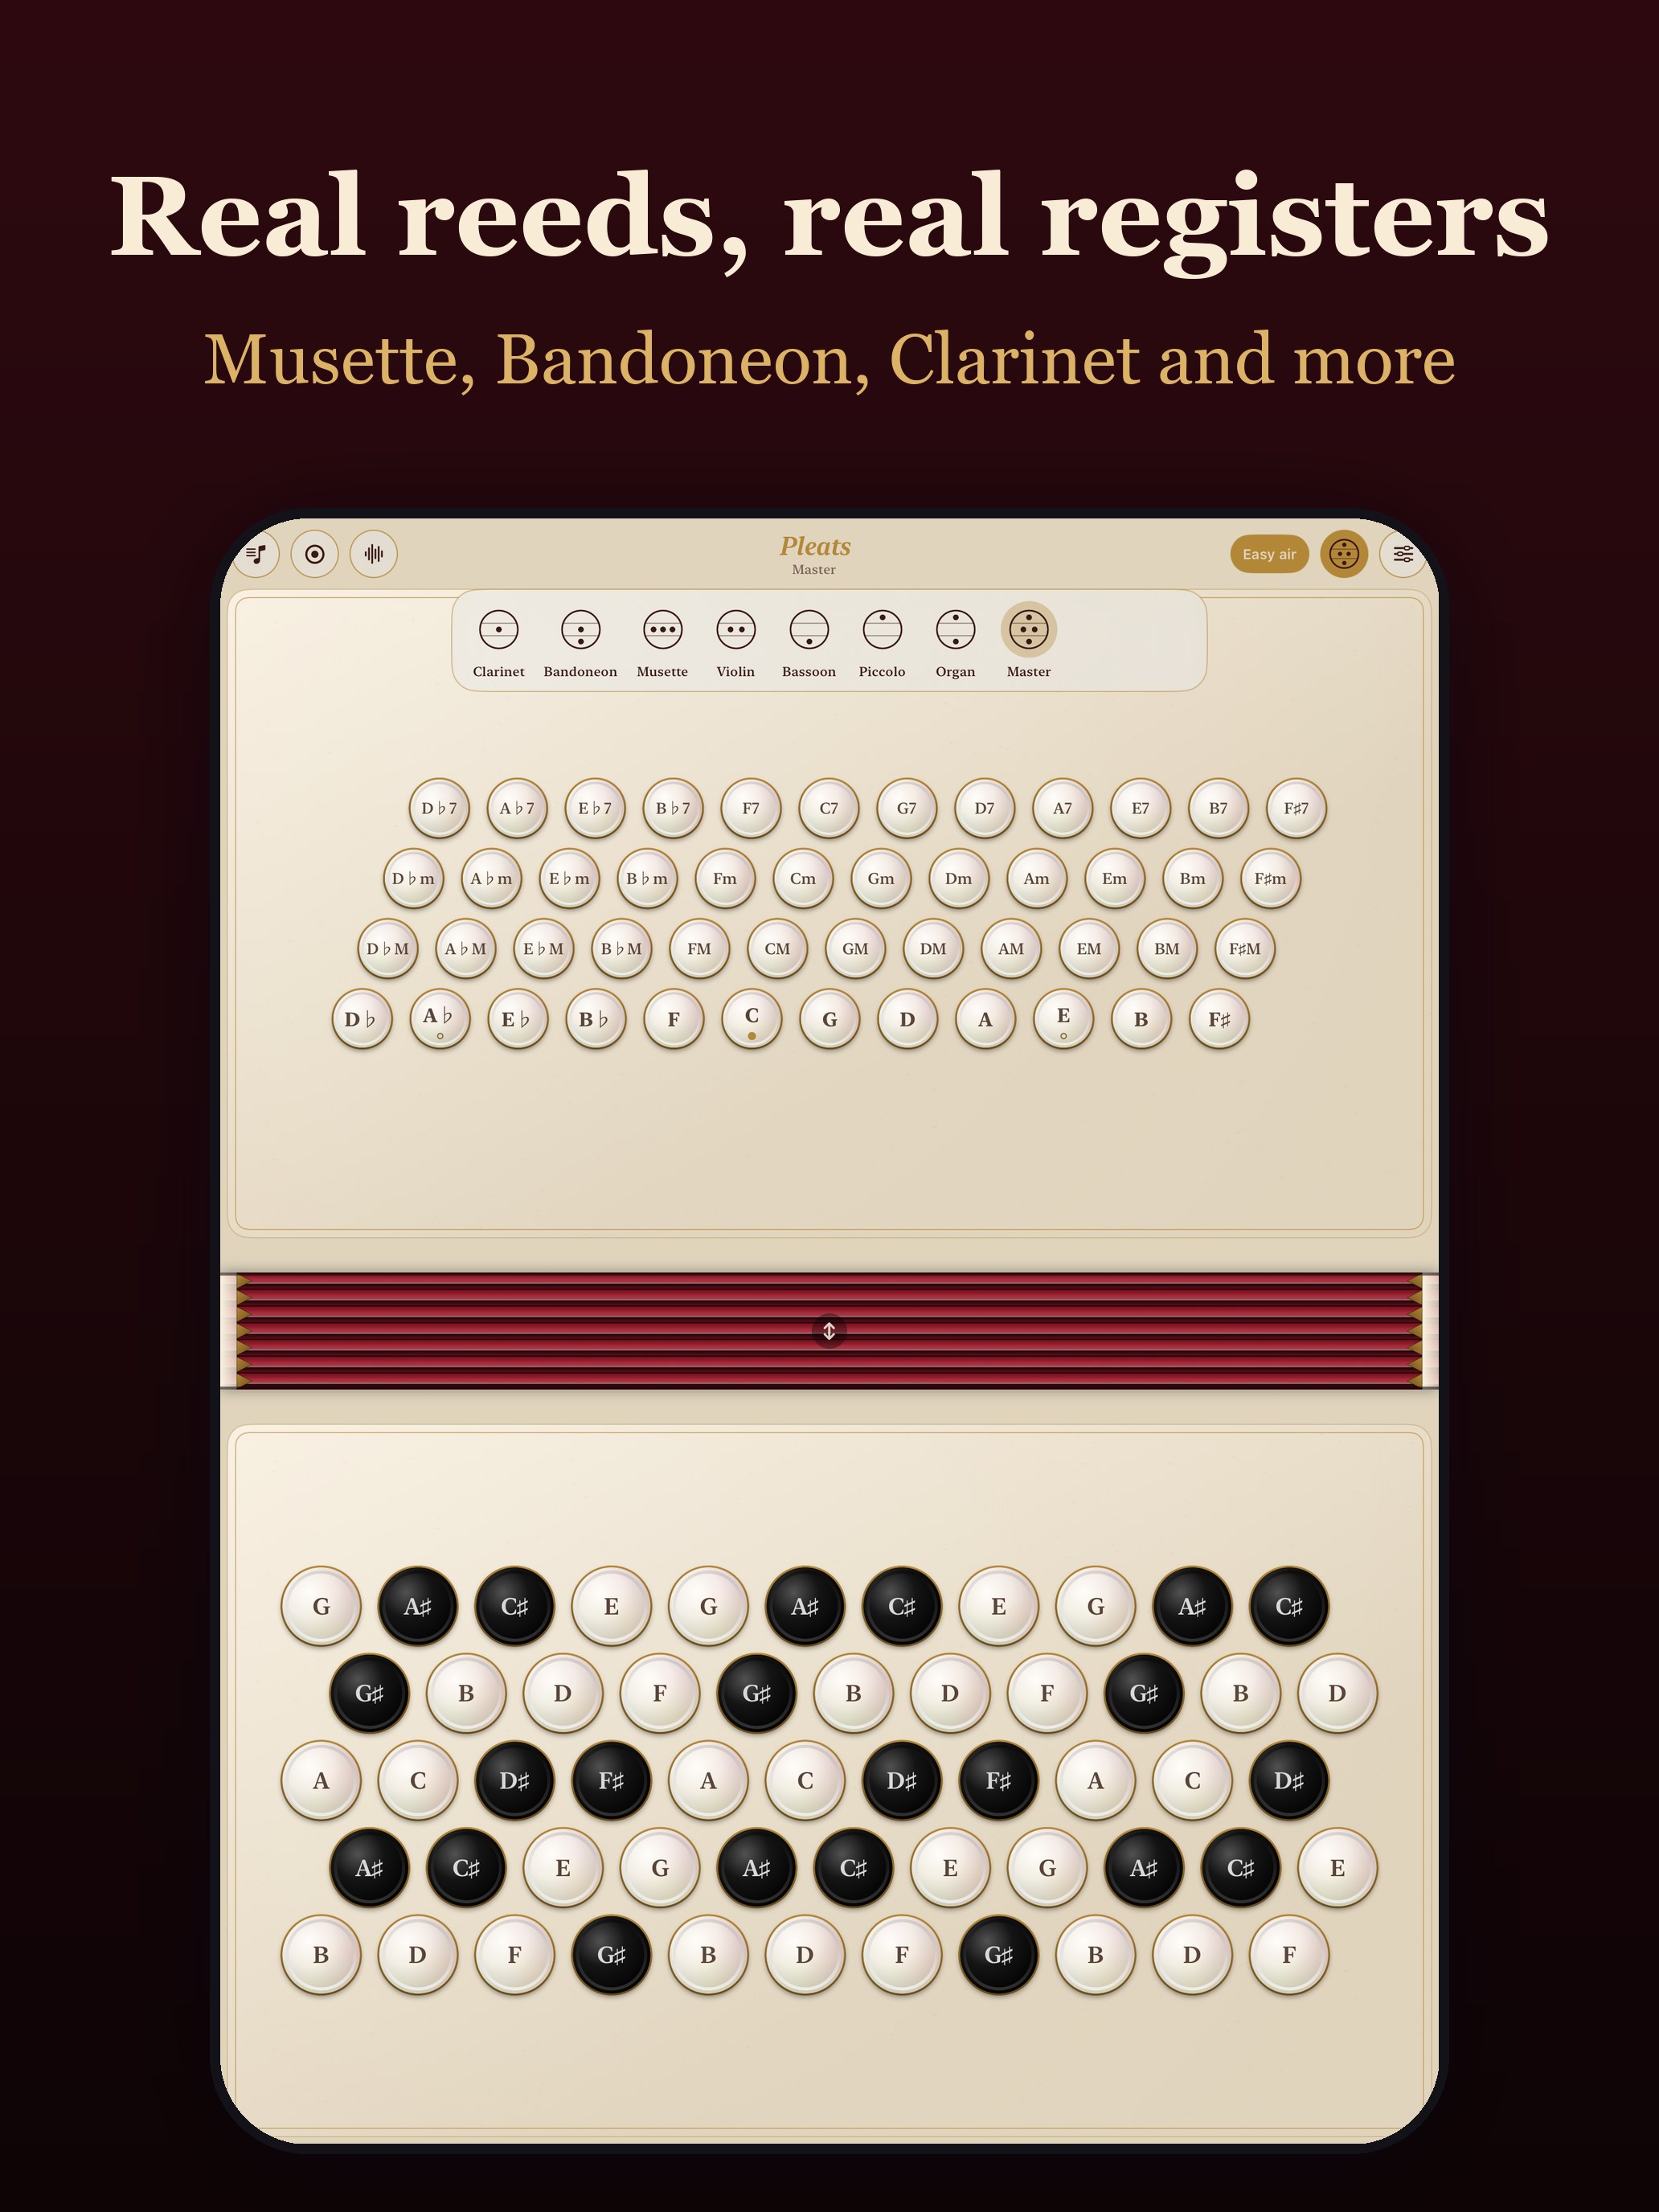 Real reeds, real registers
Musette, Bandoneon, Clarinet and more
Pleats
Master
Easy air
Clarinet Bandoneon Musette Violin Bassoon Piccolo Organ Master
D♭7 A♭7 E♭7 B♭7 F7 C7 G7 D7 A7 E7 B7 F♯7
D♭m A♭m E♭m B♭m Fm Cm Gm Dm Am Em Bm F♯m
D♭M A♭M E♭M B♭M FM CM GM DM AM EM BM F♯M
D♭ A♭ E♭ B♭ F C G D A E B F♯
G A♯ C♯ E G A♯ C♯ E G A♯ C♯
G♯ B D F G♯ B D F G♯ B D
A C D♯ F♯ A C D♯ F♯ A C D♯
A♯ C♯ E G A♯ C♯ E G A♯ C♯ E
B D F G♯ B D F G♯ B D F